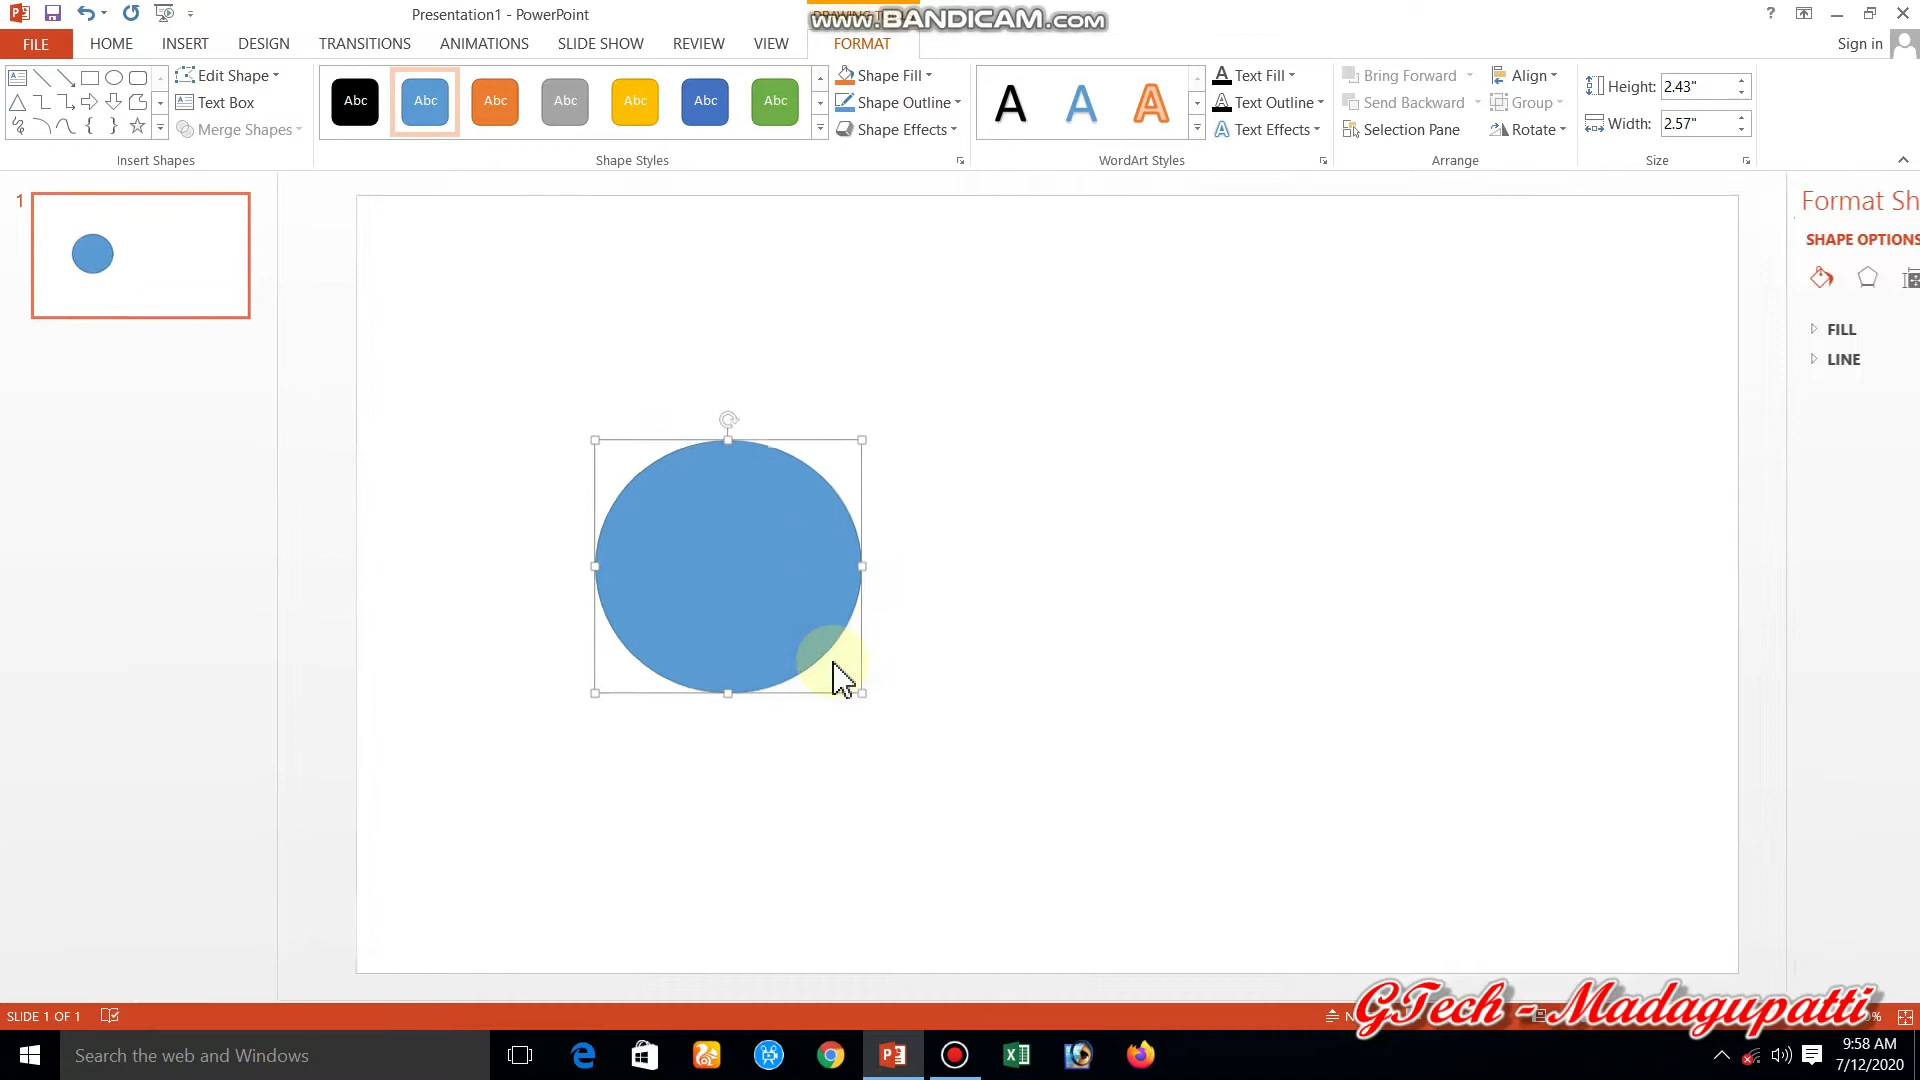 Presentation1 - PowerPoint
www.BANDICAM.com
?
FILE
HOME
INSERT
DESIGN
TRANSITIONS
ANIMATIONS
SLIDE SHOW
REVIEW
VIEW
FORMAT
Sign in
Edit Shape
Text Box
Merge Shapes
Insert Shapes
Abc
Abc
Abc
Abc
Abc
Abc
Abc
Shape Fill
Shape Outline
Shape Effects
Shape Styles
A
A
A
Text Fill
Text Outline
Text Effects
WordArt Styles
Bring Forward
Send Backward
Selection Pane
Align
Group
Rotate
Arrange
Height: 2.43"
Width: 2.57"
Size
1
Format Sh
SHAPE OPTIONS
FILL
LINE
SLIDE 1 OF 1
GTech - Madagupatti
Search the web and Windows
9:58 AM
7/12/2020